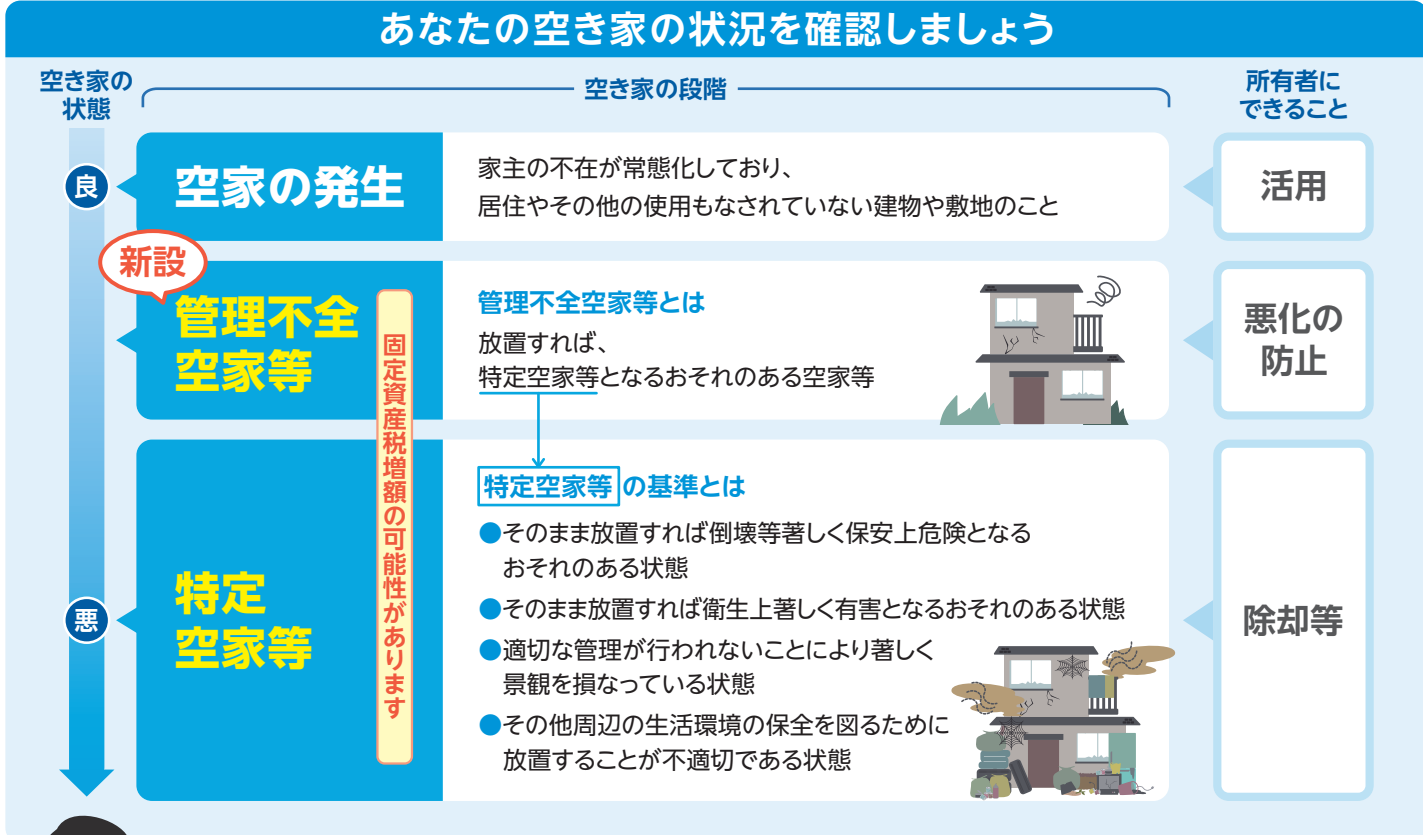 あなたの空き家の状況を確認しましょう
空き家の
状態
空き家の段階
所有者に
できること
良
空家の発生
家主の不在が常態化しており、
居住やその他の使用もなされていない建物や敷地のこと
活用
新設
管理不全
空家等
固定資産税増額の可能性があります
管理不全空家等とは
放置すれば、
特定空家等となるおそれのある空家等
悪化の
防止
悪
特定
空家等
特定空家等の基準とは
●そのまま放置すれば倒壊等著しく保安上危険となる
おそれのある状態
●そのまま放置すれば衛生上著しく有害となるおそれのある状態
●適切な管理が行われないことにより著しく
景観を損なっている状態
●その他周辺の生活環境の保全を図るために
放置することが不適切である状態
除却等